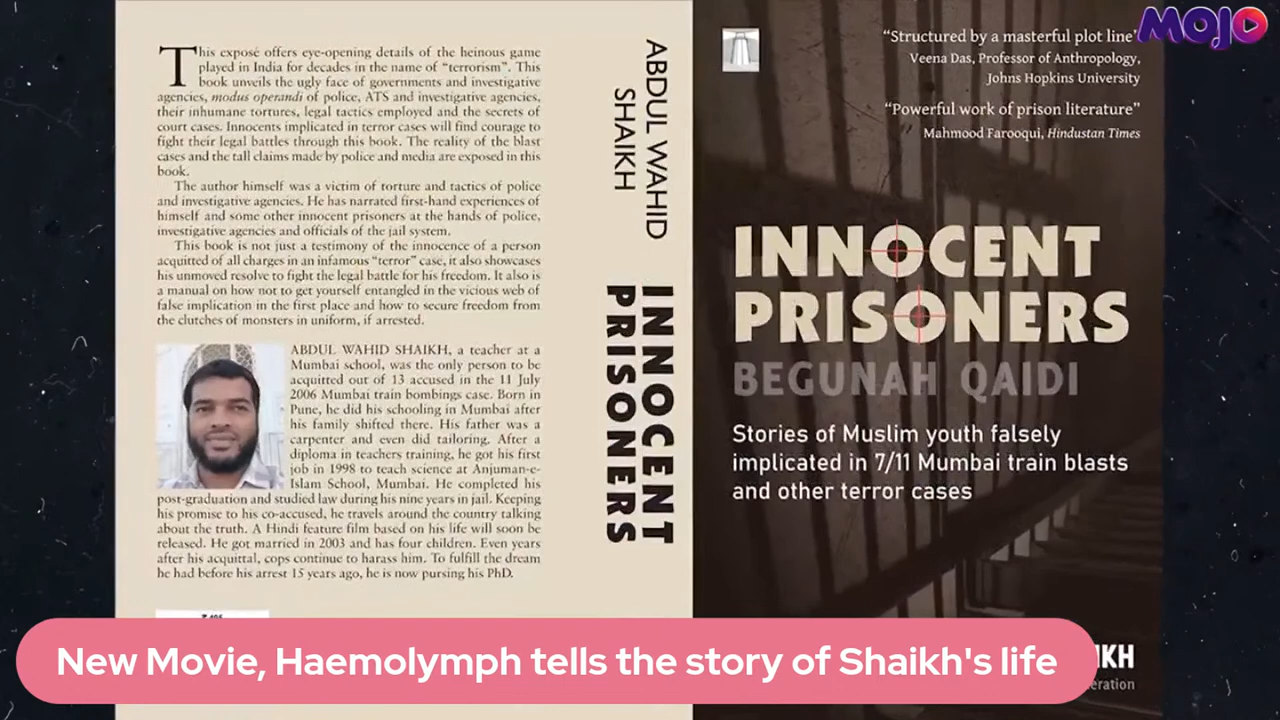 This exposé offers eye-opening details of the heinous game
played in India for decades in the name of “terrorism”. This
book unveils the ugly face of governments and investigative
agencies, modus operandi of police, ATS and investigative agencies,
their inhumane tortures, legal tactics employed and the secrets of
court cases. Innocents implicated in terror cases will find courage to
fight their legal battles through this book. The reality of the blast
cases and the tall claims made by police and media are exposed in this
book.
The author himself was a victim of torture and tactics of police
and investigative agencies. He has narrated first-hand experiences of
himself and some other innocent prisoners at the hands of police,
investigative agencies and officials of the jail system.
This book is not just a testimony of the innocence of a person
acquitted of all charges in an infamous “terror” case, it also showcases
his unmoved resolve to fight the legal battle for his freedom. It also is
a manual on how not to get yourself entangled in the vicious web of
false implication in the first place and how to secure freedom from
the clutches of monsters in uniform, if arrested.
ABDUL WAHID SHAIKH, a teacher at a
Mumbai school, was the only person to be
acquitted out of 13 accused in the 11 July
2006 Mumbai train bombings case. Born in
Pune, he did his schooling in Mumbai after
his family shifted there. His father was a
carpenter and even did tailoring. After a
diploma in teachers training, he got his first
job in 1998 to teach science at Anjuman-e-
Islam School, Mumbai. He completed his
post-graduation and studied law during his nine years in jail. Keeping
his promise to his co-accused, he travels around the country talking
about the truth. A Hindi feature film based on his life will soon be
released. He got married in 2003 and has four children. Even years
after his acquittal, cops continue to harass him. To fulfill the dream
he had before his arrest 15 years ago, he is now pursing his PhD.
ABDUL WAHID
SHAIKH
INNOCENT
PRISONERS
MOJO
“Structured by a masterful plot line”
Veena Das, Professor of Anthropology,
Johns Hopkins University
“Powerful work of prison literature”
Mahmood Farooqui, Hindustan Times
INNOCENT
PRISONERS
BEGUNAH QAIDI
Stories of Muslim youth falsely
implicated in 7/11 Mumbai train blasts
and other terror cases
New Movie, Haemolymph tells the story of Shaikh's life